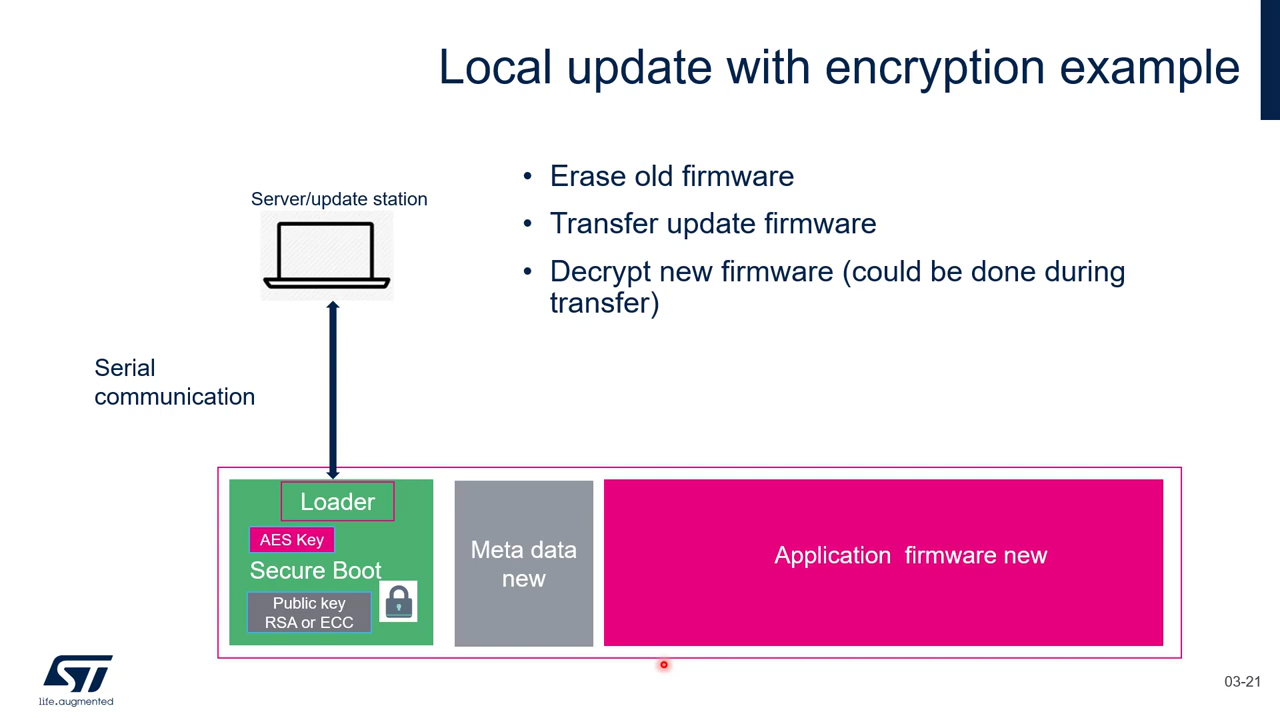 Local update with encryption example
• Erase old firmware
• Transfer update firmware
• Decrypt new firmware (could be done during
transfer)
Server/update station
Serial
communication
Loader
AES Key
Secure Boot
Public key
RSA or ECC
Meta data
new
Application firmware new
ST
life.augmented
03-21